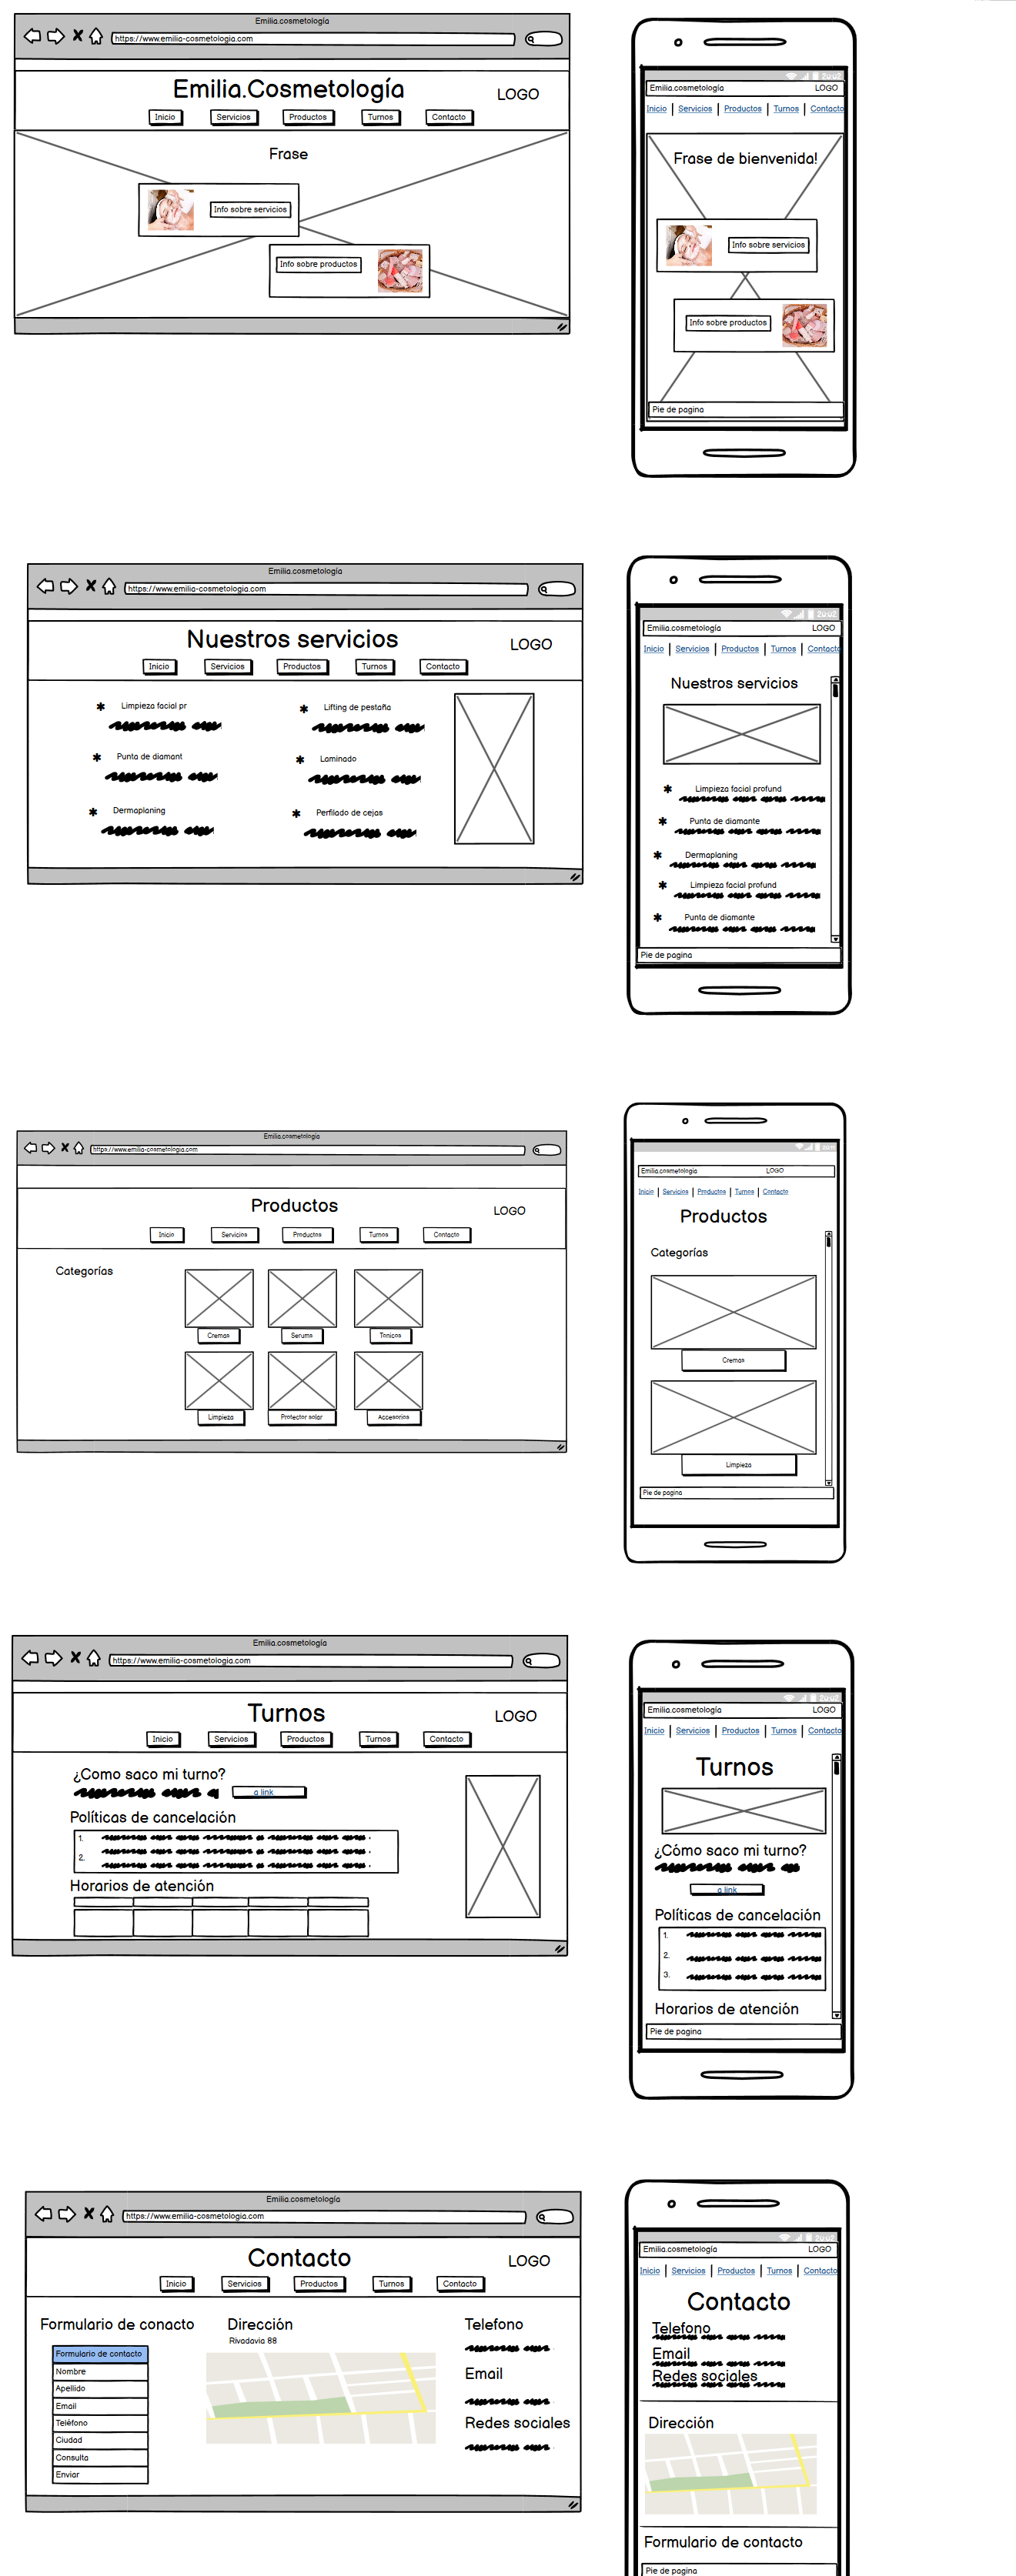 Emilia.cosmetología
https://www.emilia-cosmetologia.com
Emilia.Cosmetología
LOGO
Inicio Servicios Productos Turnos Contacto
Frase
Info sobre servicios
Info sobre productos
Emilia.cosmetología LOGO
Inicio Servicios Productos Turnos Contacto
Frase de bienvenida!
Info sobre servicios
Info sobre productos
Pie de pagina
Emilia.cosmetología
https://www.emilia-cosmetologia.com
Nuestros servicios
LOGO
Inicio Servicios Productos Turnos Contacto
Limpieza facial pr Lifting de pestaña
Punta de diamant Laminado
Dermaplaning Perfilado de cejas
Emilia.cosmetología LOGO
Inicio Servicios Productos Turnos Contacto
Nuestros servicios
Limpieza facial profund
Punta de diamante
Dermaplaning
Limpieza facial profund
Punta de diamante
Pie de pagina
Emilia.cosmetología
https://www.emilia-cosmetologia.com
Productos
LOGO
Inicio Servicios Productos Turnos Contacto
Categorías
Cremas Serums Tonicos
Limpieza Protector solar Accesorios
Emilia.cosmetología LOGO
Inicio Servicios Productos Turnos Contacto
Productos
Categorías
Cremas
Limpieza
Pie de pagina
Emilia.cosmetología
https://www.emilia-cosmetologia.com
Turnos
LOGO
Inicio Servicios Productos Turnos Contacto
¿Como saco mi turno?
a link
Políticas de cancelación
1.
2.
Horarios de atención
Emilia.cosmetología LOGO
Inicio Servicios Productos Turnos Contacto
Turnos
¿Cómo saco mi turno?
a link
Políticas de cancelación
1.
2.
3.
Horarios de atención
Pie de pagina
Emilia.cosmetología
https://www.emilia-cosmetologia.com
Contacto
LOGO
Inicio Servicios Productos Turnos Contacto
Formulario de conacto
Formulario de contacto
Nombre
Apellido
Email
Teléfono
Ciudad
Consulta
Enviar
Dirección
Rivadavia 88
Telefono
Email
Redes sociales
Emilia.cosmetología LOGO
Inicio Servicios Productos Turnos Contacto
Contacto
Telefono
Email
Redes sociales
Dirección
Formulario de contacto
Pie de pagina